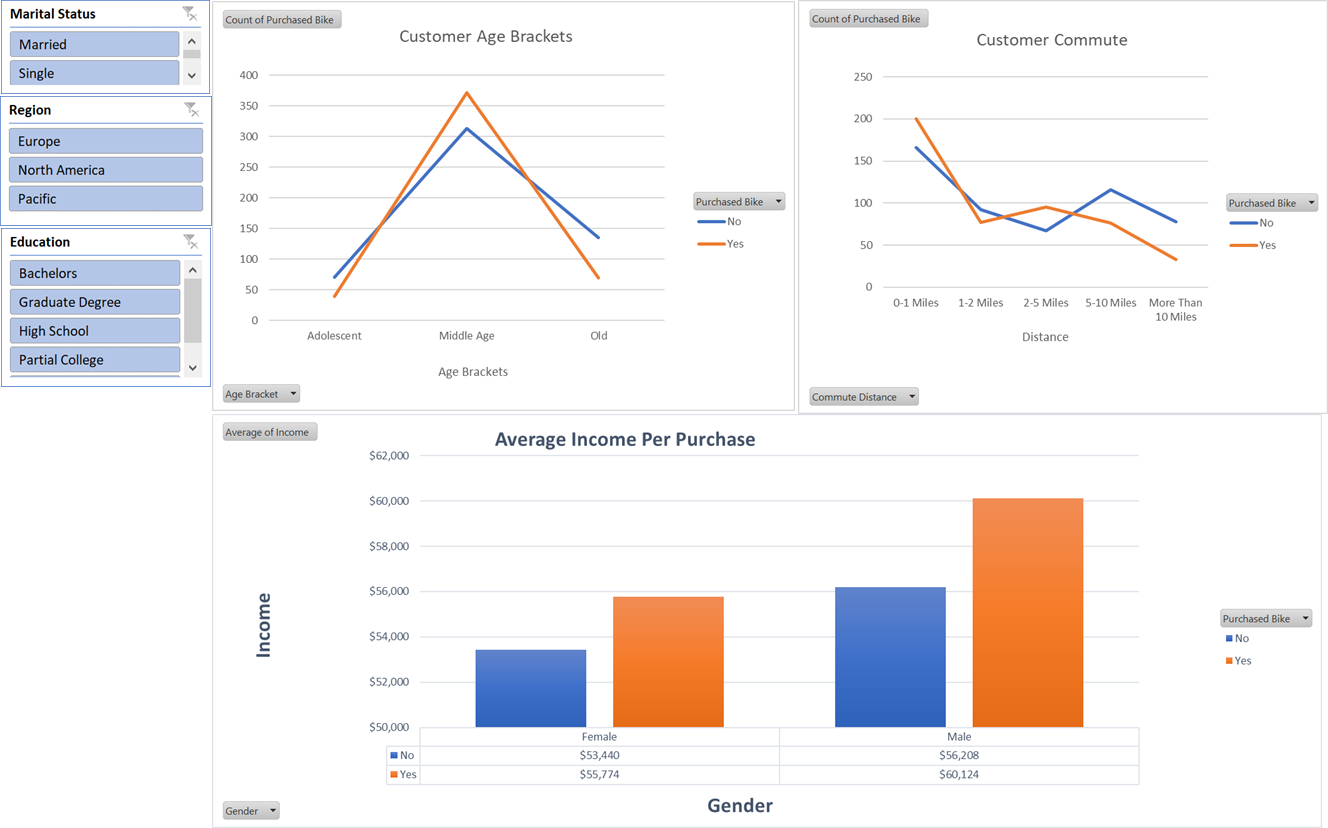 Marital Status
Married
Single
Region
Europe
North America
Pacific
Education
Bachelors
Graduate Degree
High School
Partial College
Count of Purchased Bike
Customer Age Brackets
400
350
300
250
200
150
100
50
0
Adolescent Middle Age Old
Age Brackets
Purchased Bike
No
Yes
Age Bracket
Count of Purchased Bike
Customer Commute
250
200
150
100
50
0
0-1 Miles 1-2 Miles 2-5 Miles 5-10 Miles More Than
10 Miles
Distance
Purchased Bike
No
Yes
Commute Distance
Average of Income
Average Income Per Purchase
Income
$62,000
$60,000
$58,000
$56,000
$54,000
$52,000
$50,000
Female Male
No $53,440 $56,208
Yes $55,774 $60,124
Gender
Purchased Bike
No
Yes
Gender